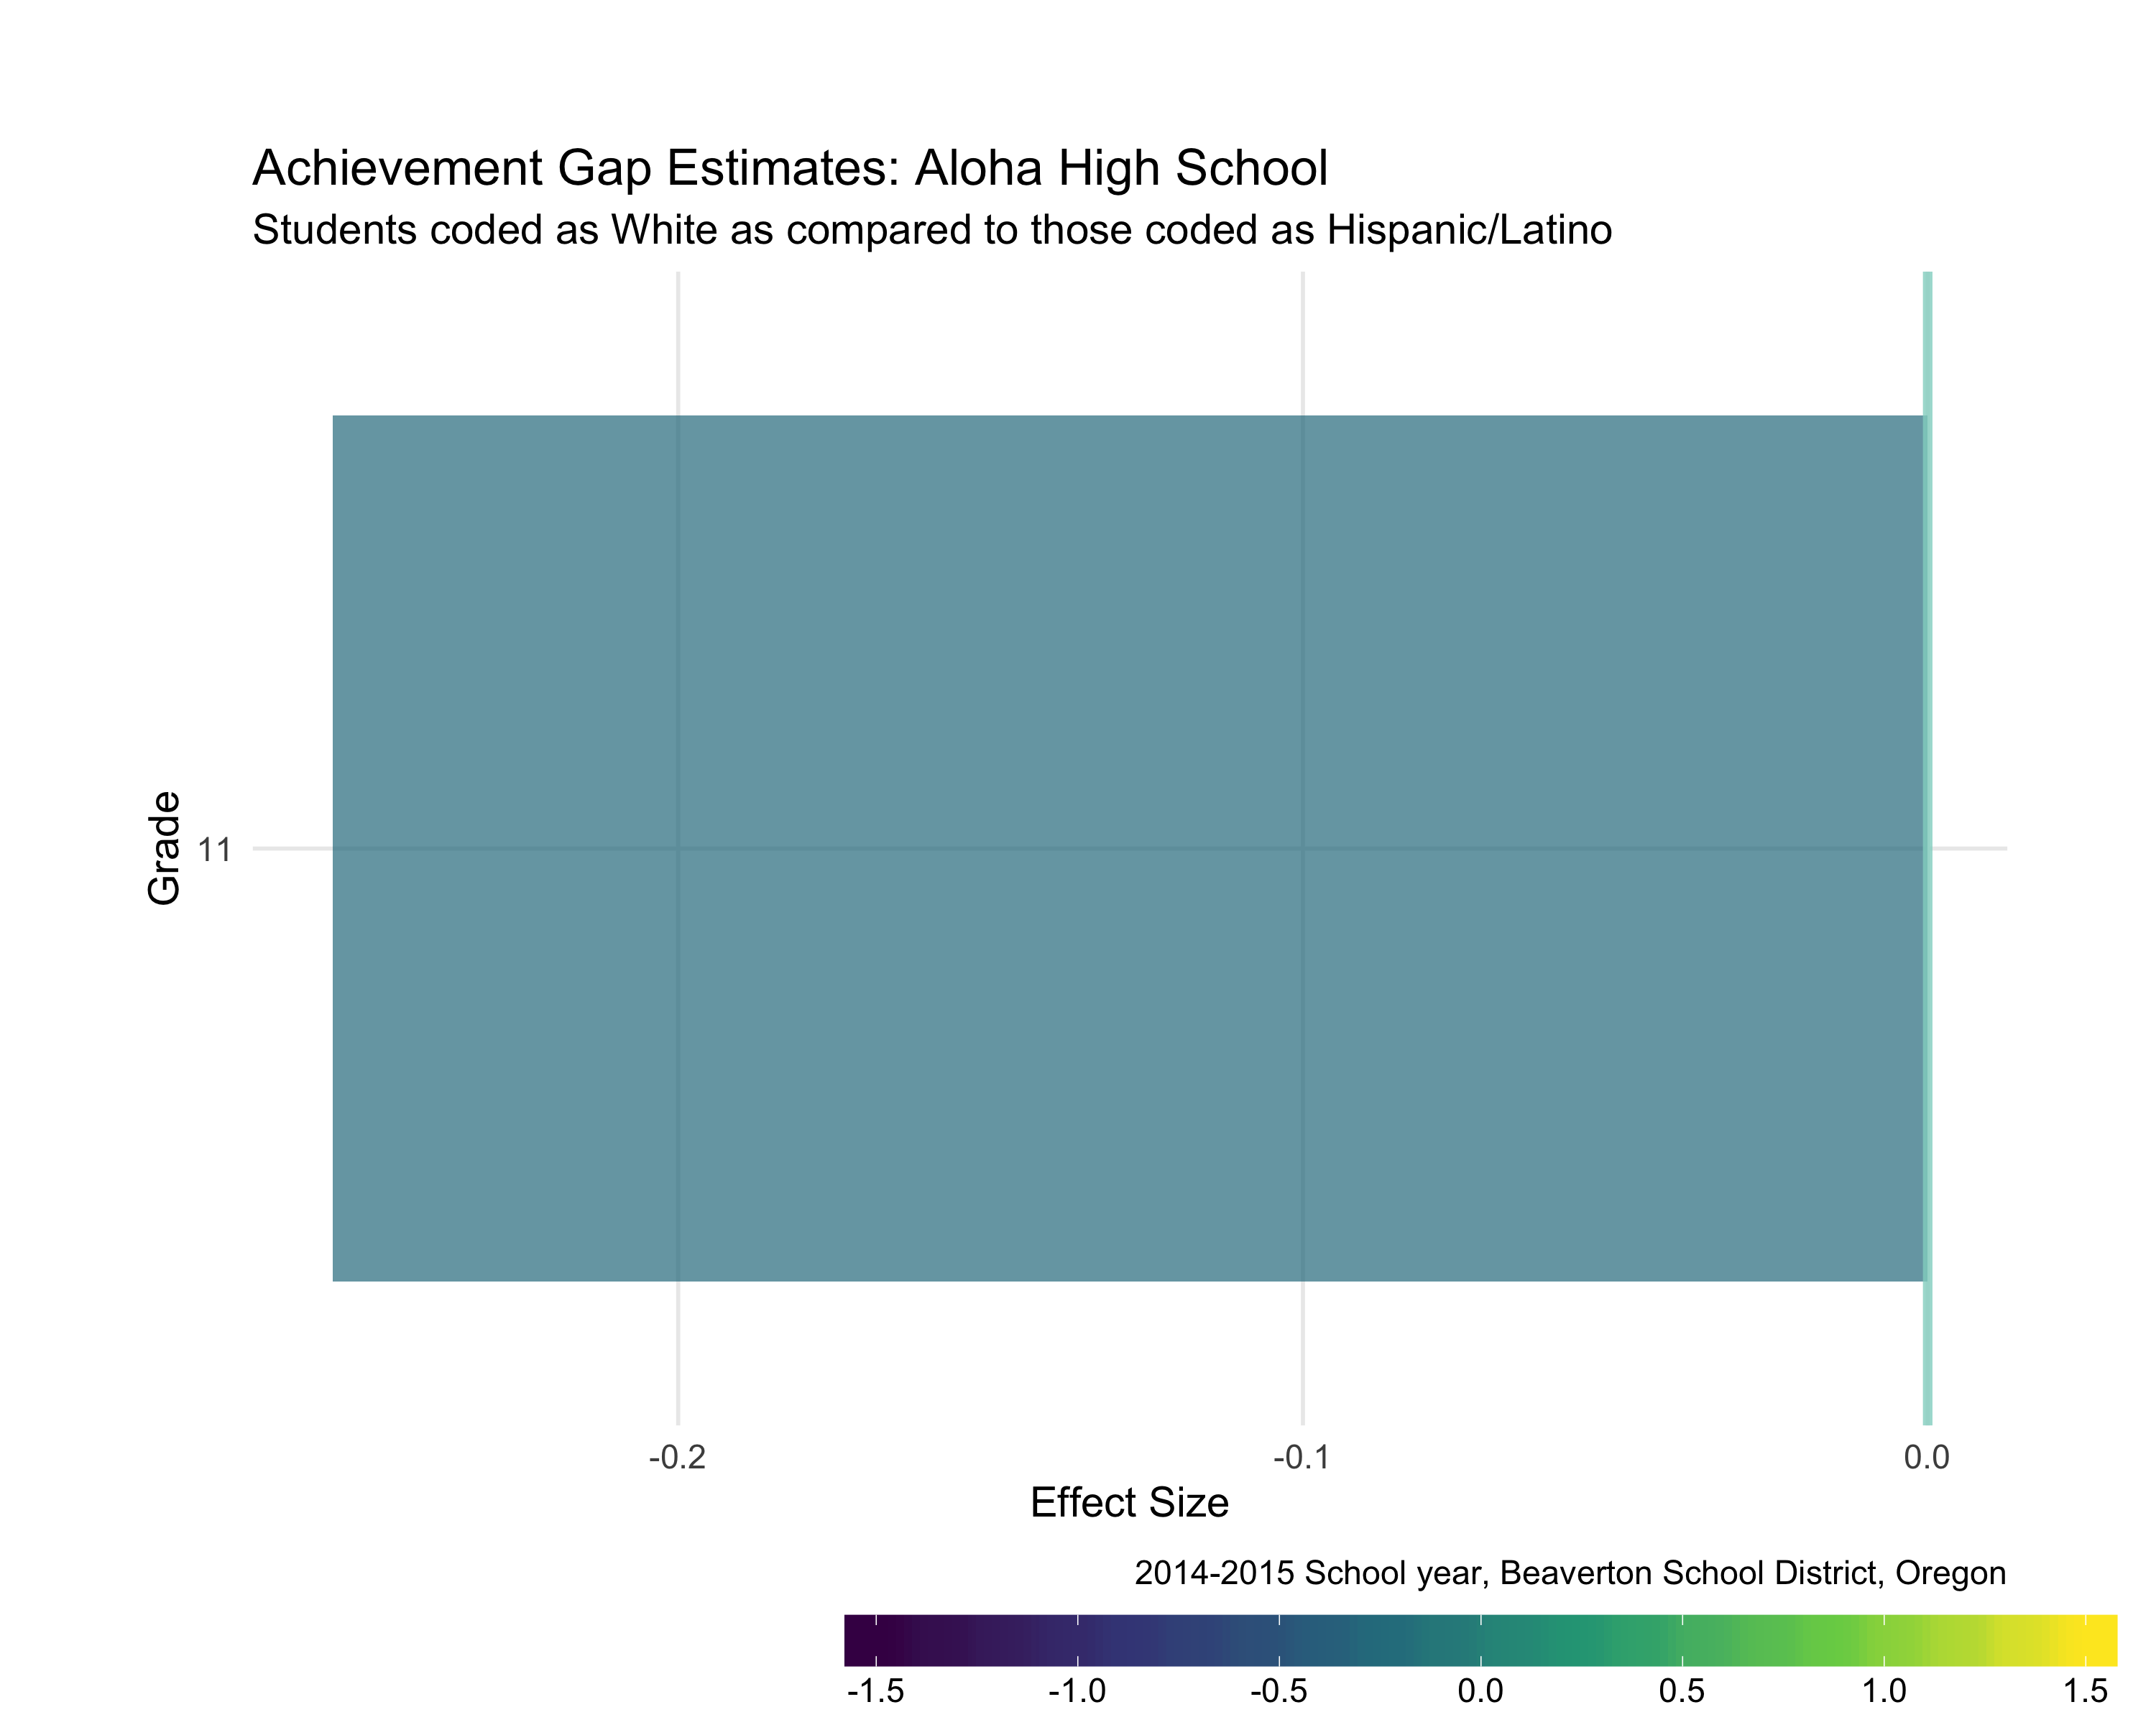 Achievement Gap Estimates: Aloha High School
Students coded as White as compared to those coded as Hispanic/Latino
Grade
11
-0.2 -0.1 0.0
Effect Size
2014-2015 School year, Beaverton School District, Oregon
-1.5 -1.0 -0.5 0.0 0.5 1.0 1.5